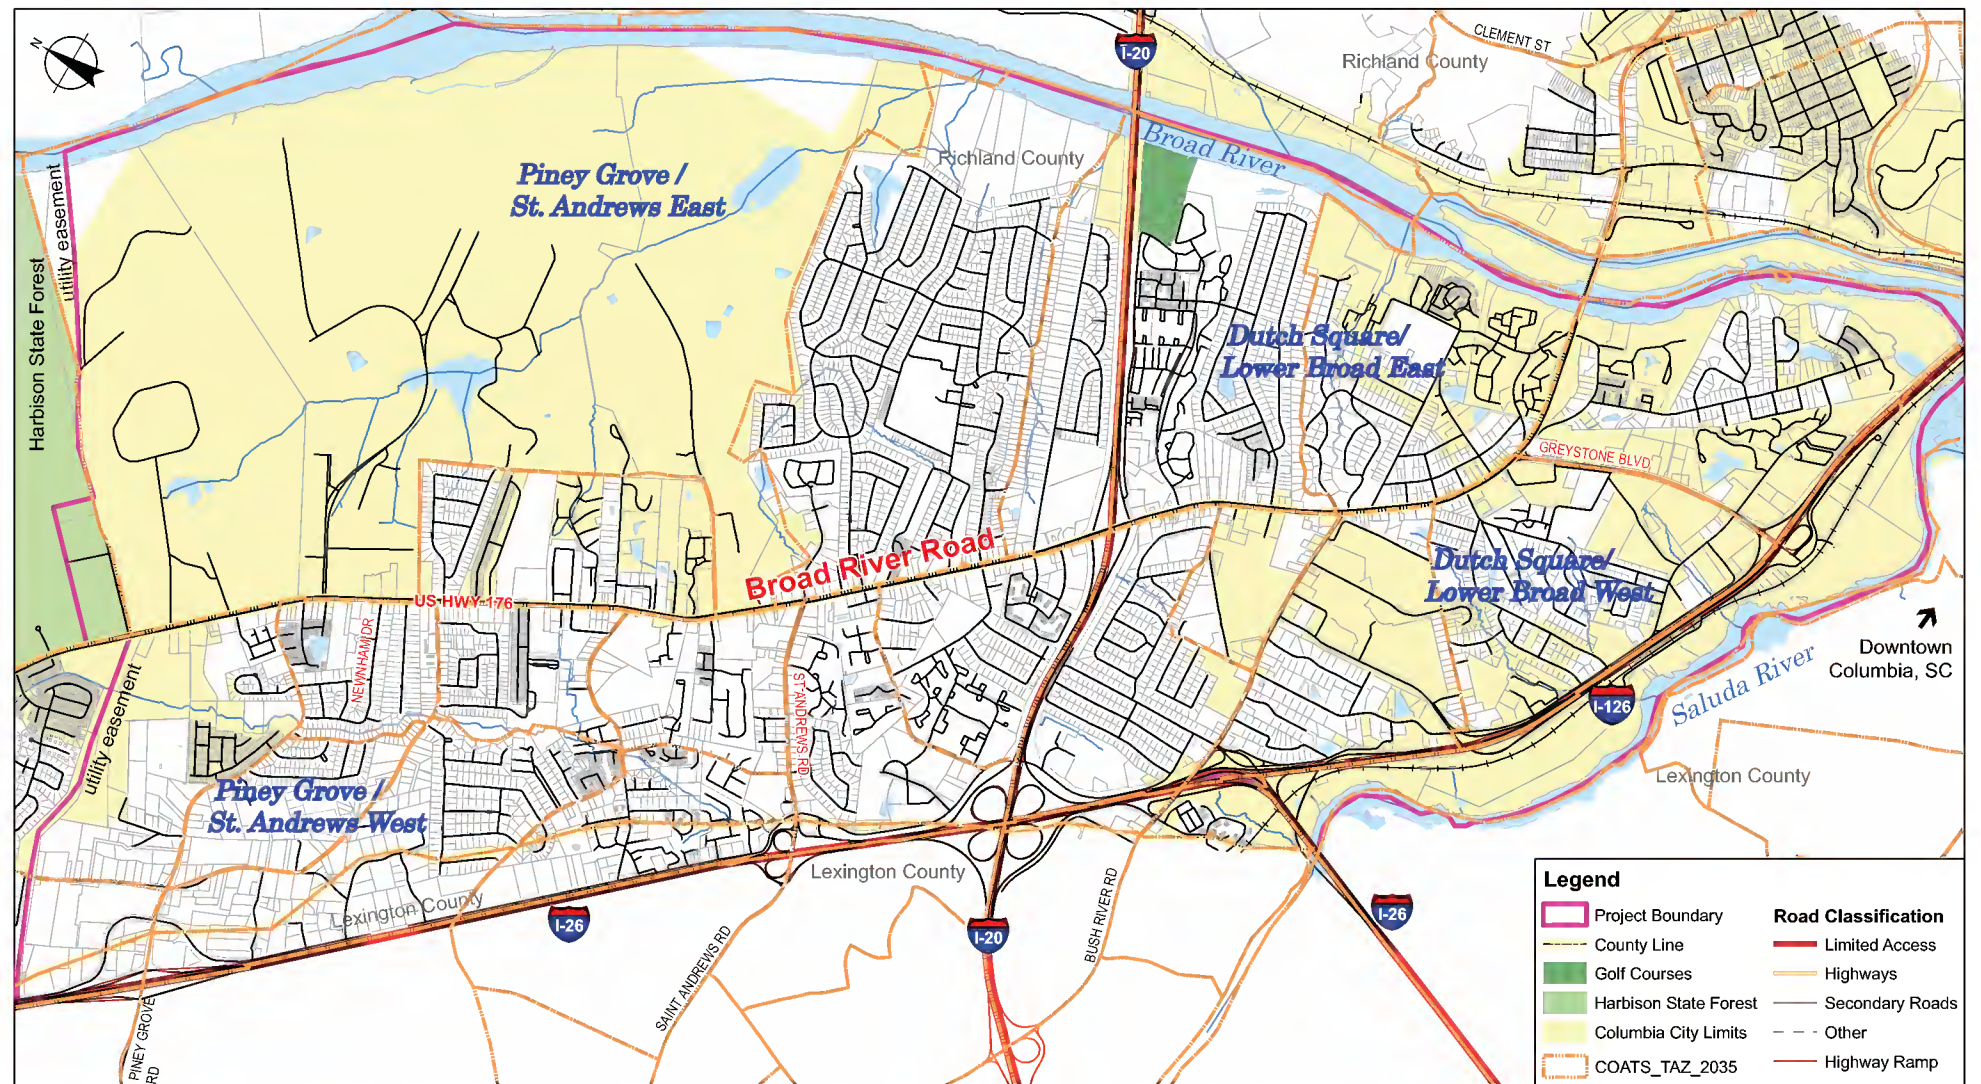 N
I-20
CLEMENT ST
Richland County
Broad River
Richland County
utility easement
Piney Grove /
St. Andrews East
Harbison State Forest
Dutch Square/
Lower Broad East
GREYSTONE BLVD
Broad River Road
US HWY 176
Dutch Square/
Lower Broad West
NEWNHAM DR
Downtown
Columbia, SC
utility easement
ST ANDREWS RD
I-126
Saluda River
Piney Grove /
St. Andrews West
Lexington County
Lexington County
Lexington County
I-26
I-20
I-26
BUSH RIVER RD
SAINT ANDREWS RD
PINEY GROVE
RD
Legend
Project Boundary
County Line
Golf Courses
Harbison State Forest
Columbia City Limits
COATS_TAZ_2035
Road Classification
Limited Access
Highways
Secondary Roads
Other
Highway Ramp